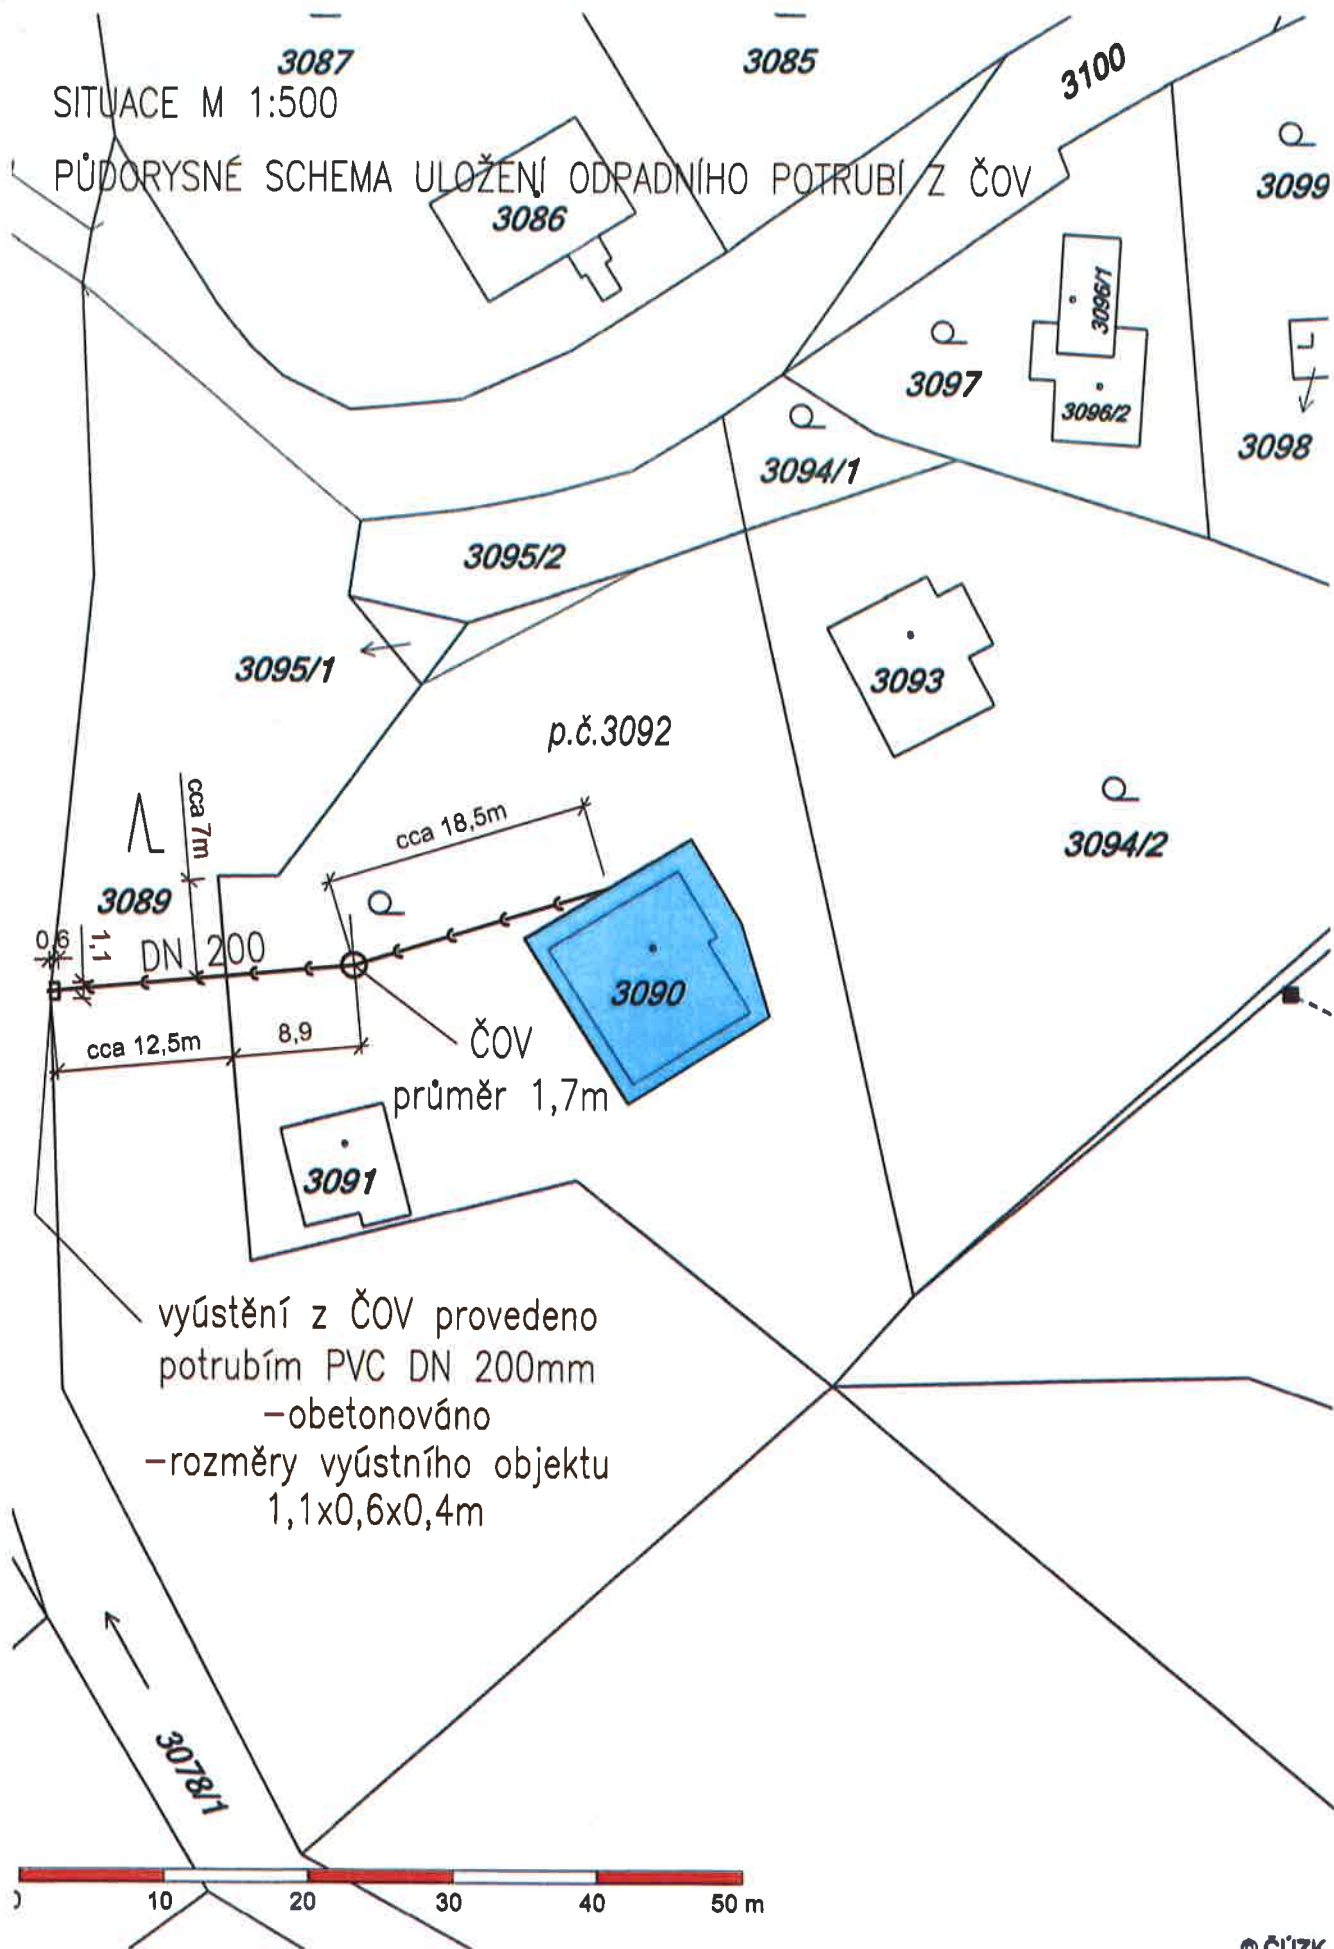 3087
3085
3100
SITUACE M 1:500
PŮDORYSNÉ SCHEMA ULOŽENÍ ODPADNÍHO POTRUBÍ Z ČOV
3099
3086
3096/1
3097
3096/2
3098
3094/1
3095/2
3095/1
3093
p.č.3092
cca 7m
cca 18,5m
3094/2
3089
0,6
1,1
DN 200
3090
cca 12,5m
8,9
ČOV
průměr 1,7m
3091
vyústění z ČOV provedeno
potrubím PVC DN 200mm
-obetonováno
-rozměry vyústního objektu
1,1x0,6x0,4m
3078/1
10 20 30 40 50 m